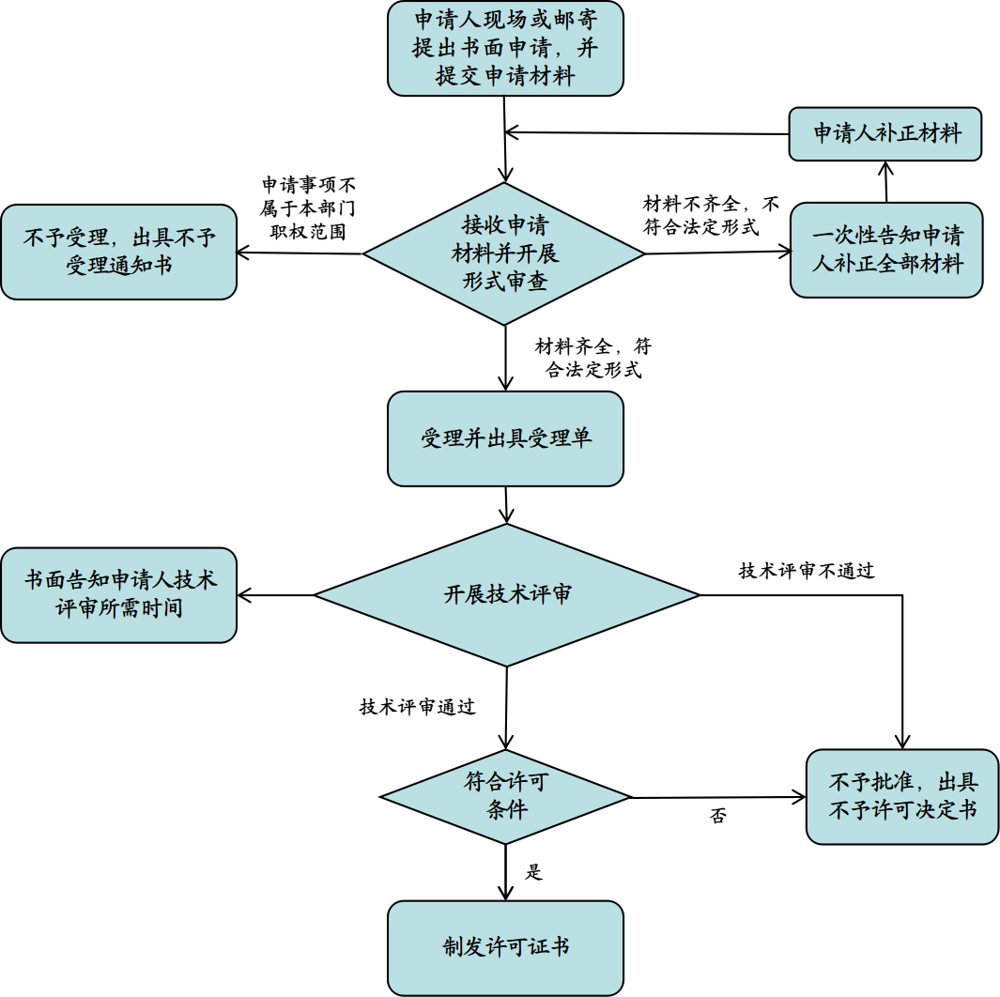 申请人现场或邮寄
提出书面申请，并
提交申请材料
申请人补正材料
申请事项不
属于本部门
职权范围
材料不齐全，不
符合法定形式
不予受理，出具不予
受理通知书
接收申请
材料并开展
形式审查
一次性告知申请
人补正全部材料
材料齐全，符
合法定形式
受理并出具受理单
书面告知申请人技术
评审所需时间
开展技术评审
技术评审不通过
技术评审通过
符合许可
条件
不予批准，出具
不予许可决定书
否
是
制发许可证书